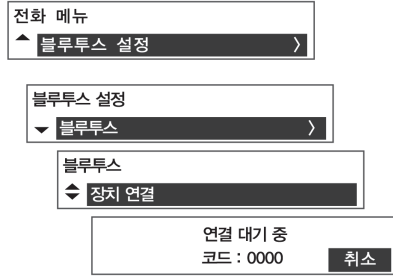 전화 메뉴
블루투스 설정 〉
블루투스 설정
블루투스 〉
블루투스
장치 연결
연결 대기 중
코드 : 0000 취소